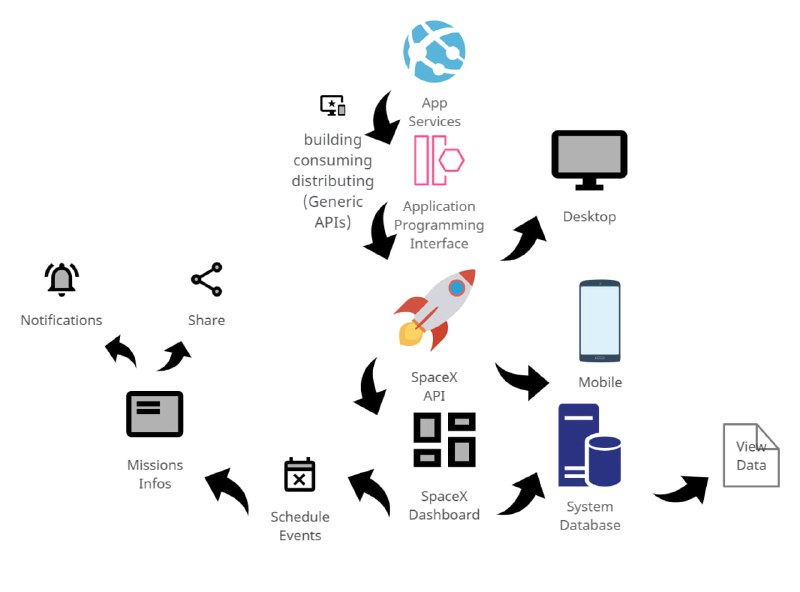 App
Services
building
consuming
distributing
(Generic
APIs)
Application
Programming
Interface
Desktop
Notifications
Share
SpaceX
API
Mobile
Missions
Infos
Schedule
Events
SpaceX
Dashboard
System
Database
View
Data